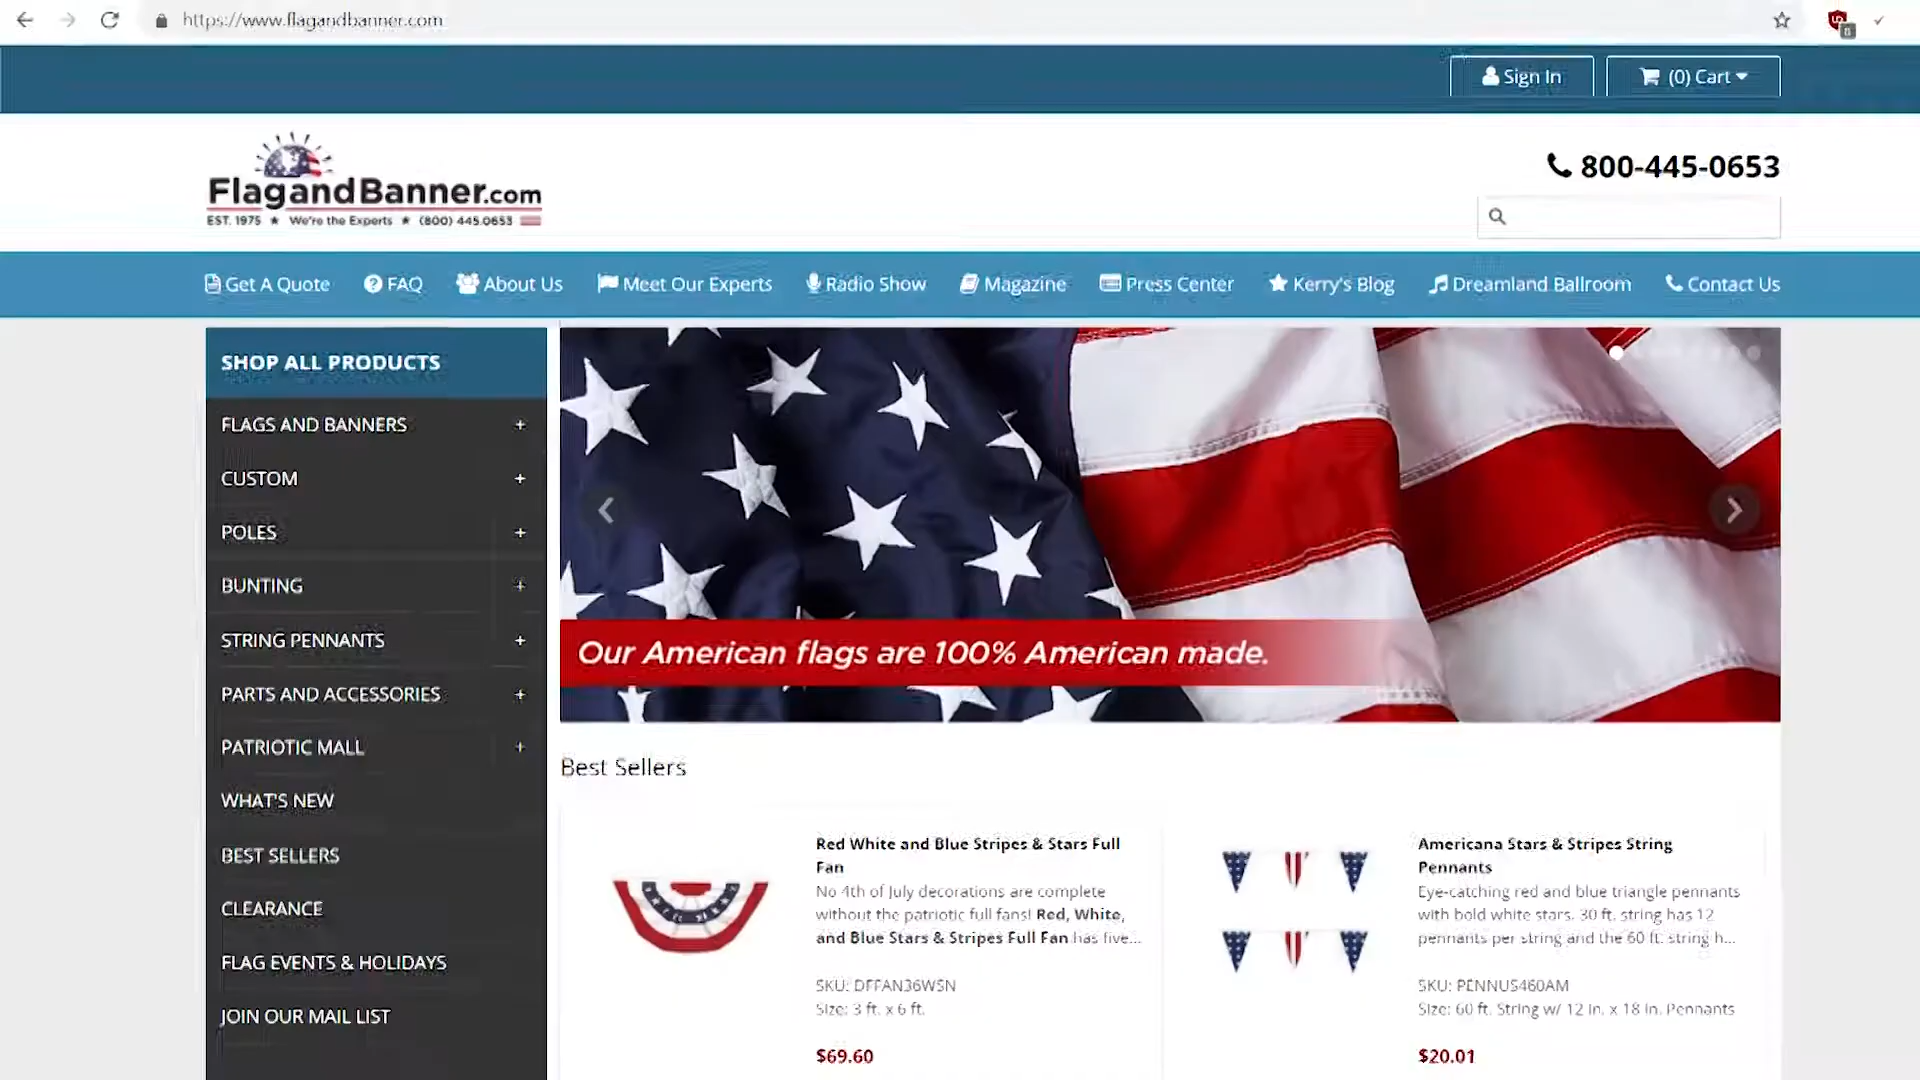 https://www.flagandbanner.com
Sign In
(0) Cart
FlagandBanner.com
EST. 1975 ★ We're the Experts ★ (800) 445.0653
800-445-0653
Get A Quote
FAQ
About Us
Meet Our Experts
Radio Show
Magazine
Press Center
Kerry's Blog
Dreamland Ballroom
Contact Us
SHOP ALL PRODUCTS
FLAGS AND BANNERS +
CUSTOM +
POLES +
BUNTING +
STRING PENNANTS +
PARTS AND ACCESSORIES +
PATRIOTIC MALL +
WHAT'S NEW
BEST SELLERS
CLEARANCE
FLAG EVENTS & HOLIDAYS
JOIN OUR MAIL LIST
Our American flags are 100% American made.
Best Sellers
Red White and Blue Stripes & Stars Full
Fan
No 4th of July decorations are complete
without the patriotic full fans! Red, White,
and Blue Stars & Stripes Full Fan has five...
SKU: DFFAN36WSN
Size: 3 ft. x 6 ft.
$69.60
Americana Stars & Stripes String
Pennants
Eye-catching red and blue triangle pennants
with bold white stars. 30 ft. string has 12
pennants per string and the 60 ft. string h...
SKU: PENNUS460AM
Size: 60 ft. String w/ 12 in. x 18 in. Pennants
$20.01